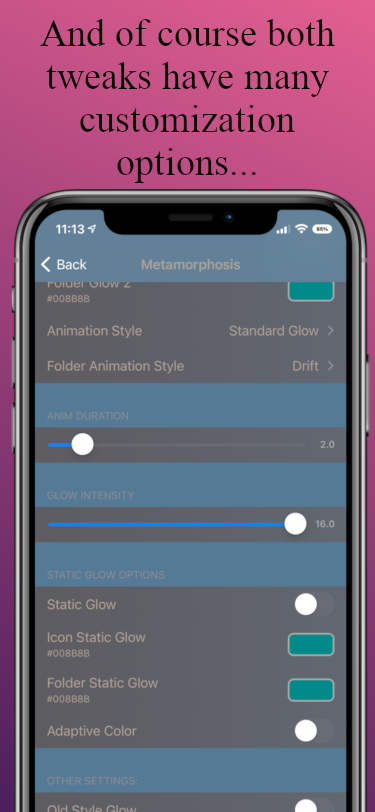 And of course both
tweaks have many
customization
options...
11:13
85%
Back
Metamorphosis
Folder Glow 2
#008B8B
Animation Style
Standard Glow
Folder Animation Style
Drift
ANIM DURATION
2.0
GLOW INTENSITY
16.0
STATIC GLOW OPTIONS
Static Glow
Icon Static Glow
#008B8B
Folder Static Glow
#008B8B
Adaptive Color
OTHER SETTINGS:
Old Style Glow